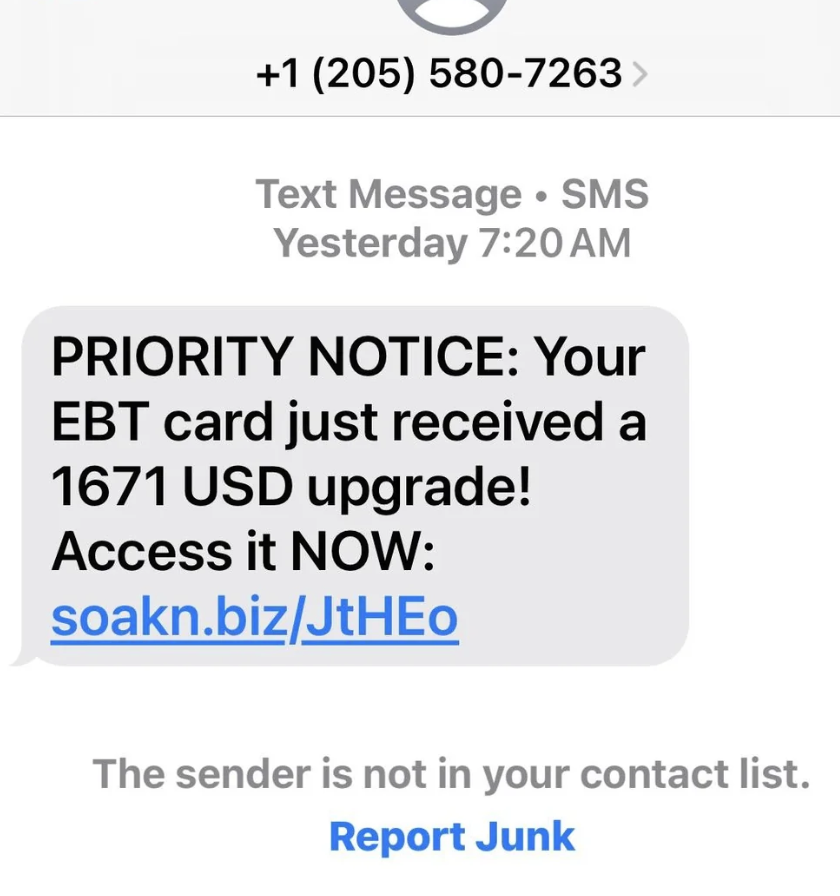 +1 (205) 580-7263
Text Message • SMS
Yesterday 7:20 AM
PRIORITY NOTICE: Your
EBT card just received a
1671 USD upgrade!
Access it NOW:
soakn.biz/JtHEo
The sender is not in your contact list.
Report Junk